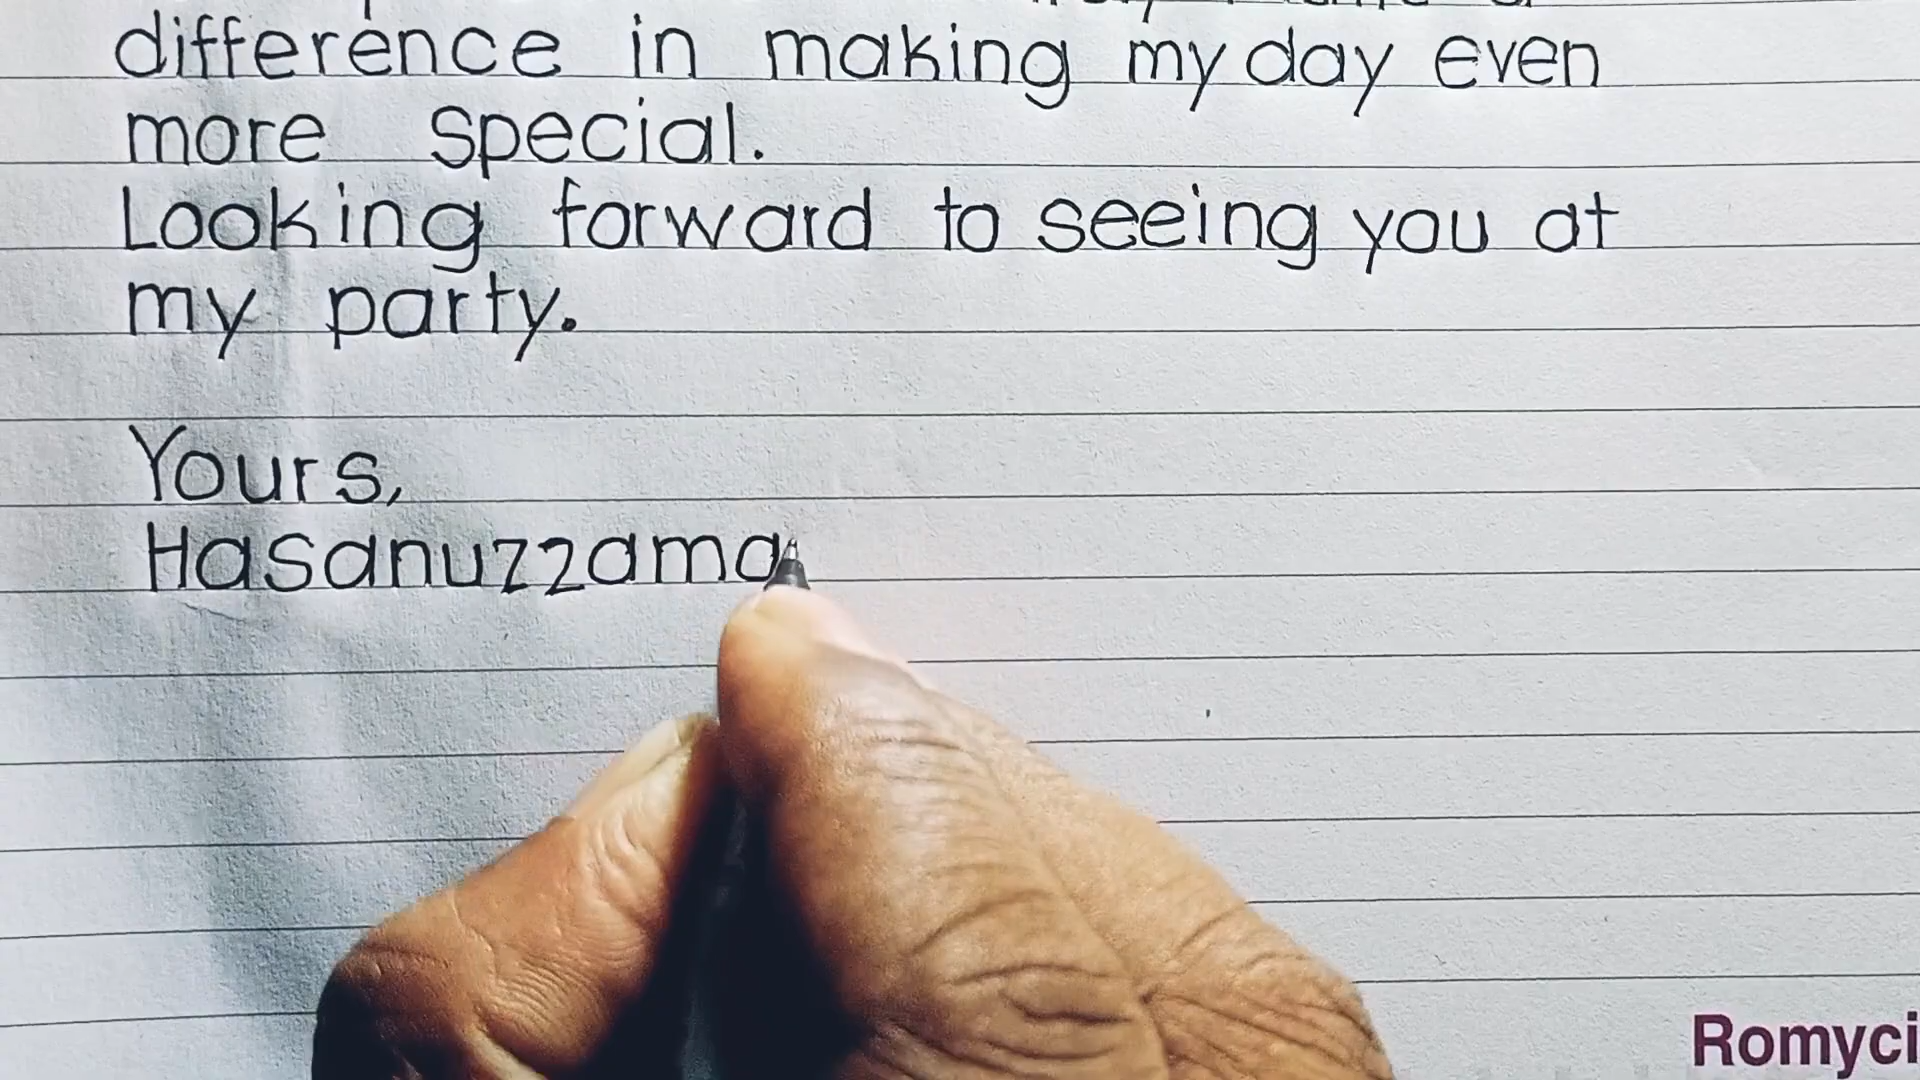 difference in making my day even
more special.
Looking forward to seeing you at
my party.
Yours,
Hasanuzzama
Romyci